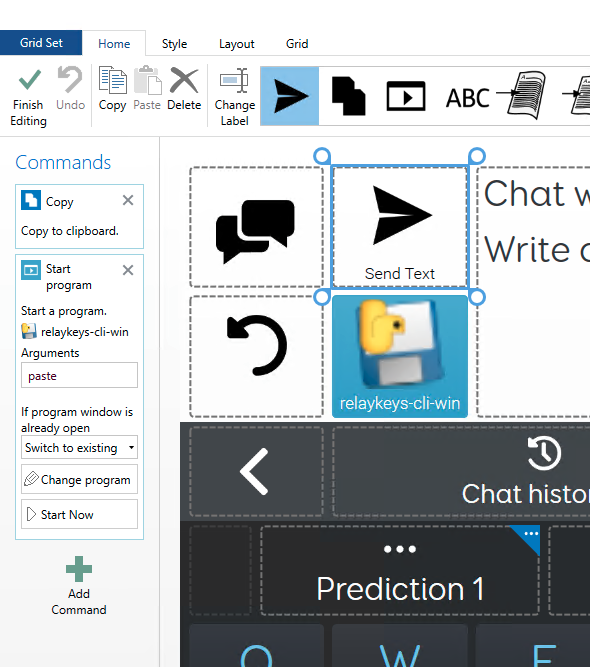 Grid Set
Home
Style
Layout
Grid
Finish
Editing
Undo
Copy
Paste
Delete
Change
Label
ABC
Commands
Copy
Copy to clipboard.
Start
program
Start a program.
relaykeys-cli-win
Arguments
paste
If program window is
already open
Switch to existing
Change program
Start Now
Add
Command
Send Text
Chat w
Write
relaykeys-cli-win
Chat histo
Prediction 1
Q
W
E